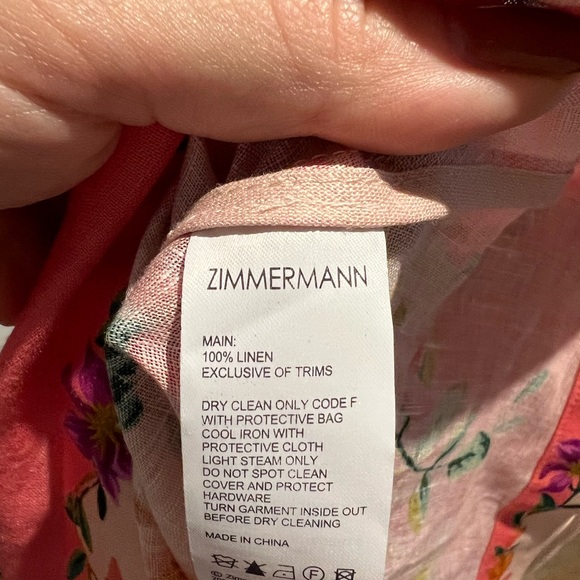 ZIMMERMANN
MAIN:
100% LINEN
EXCLUSIVE OF TRIMS
DRY CLEAN ONLY CODE F
WITH PROTECTIVE BAG
COOL IRON WITH
PROTECTIVE CLOTH
LIGHT STEAM ONLY
DO NOT SPOT CLEAN
COVER AND PROTECT
HARDWARE
TURN GARMENT INSIDE OUT
BEFORE DRY CLEANING
MADE IN CHINA
F